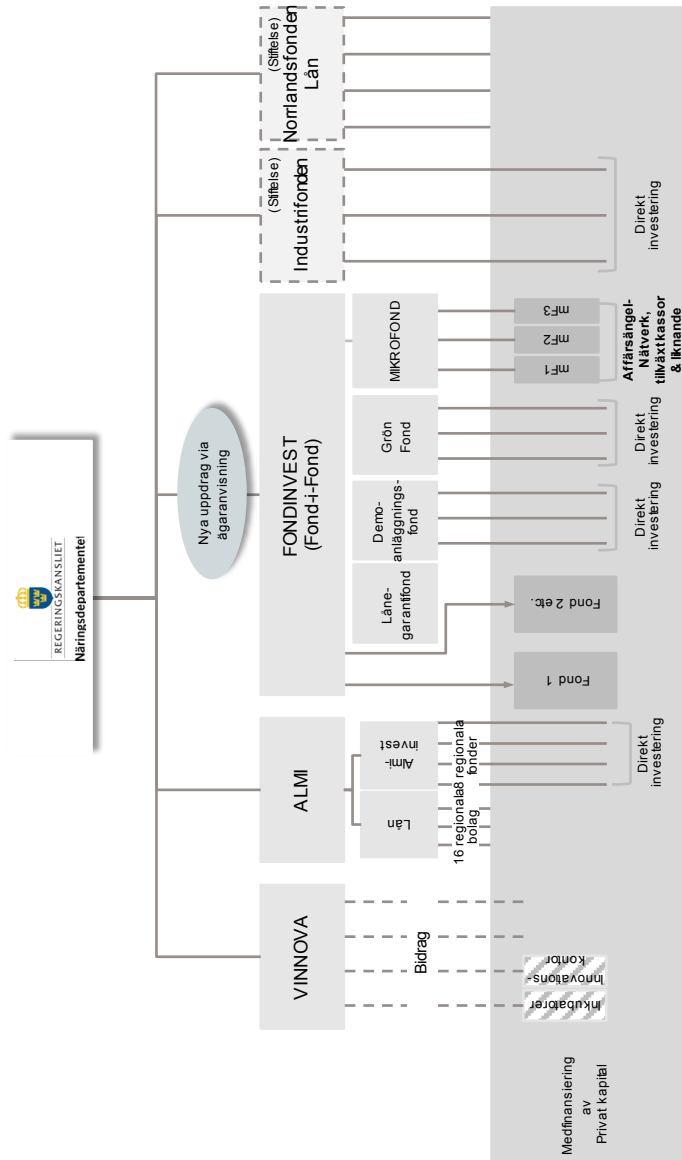 REGERINGSKANSLIET
Näringsdepartementet
Nya uppdrag via
ägaranvisning
VINNOVA
ALMI
FONDINVEST
(Fond-i-Fond)
(Stiftelse)
Industrifonden
(Stiftelse)
Norrlandsfonden
Lån
Lån
Almi-
invest
Låne-
garantifond
Demo-
anläggnings-
fond
Grön
Fond
MIKROFOND
Bidrag
16 regionala
bolag
8 regionala
fonder
Inkubatorer
Innovations-
kontor
Fond 1
Fond 2 etc.
mF1
mF2
mF3
Medfinansiering
av
Privat kapital
Direkt
investering
Direkt
investering
Direkt
investering
Affärsängel-
Nätverk,
tillväxtkassor
& liknande
Direkt
investering